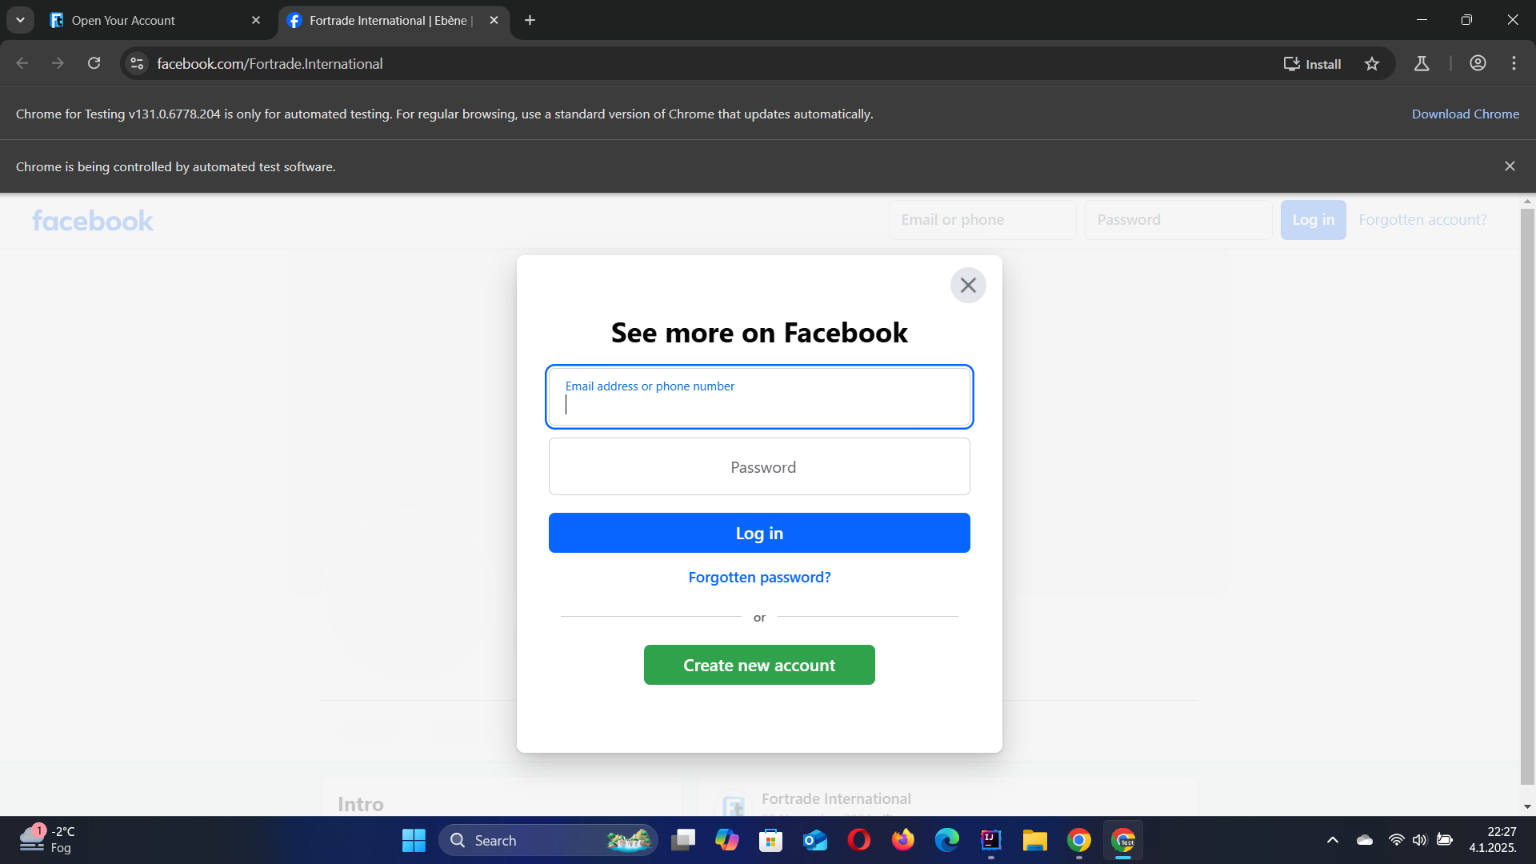 Open Your Account
Fortrade International | Ebène |
facebook.com/Fortrade.International
Install
Chrome for Testing v131.0.6778.204 is only for automated testing. For regular browsing, use a standard version of Chrome that updates automatically.
Download Chrome
Chrome is being controlled by automated test software.
facebook
Email or phone
Password
Log in
Forgotten account?
See more on Facebook
Email address or phone number
Password
Log in
Forgotten password?
or
Create new account
Intro
Fortrade International
1
-2°C
Fog
Search
22:27
4.1.2025.